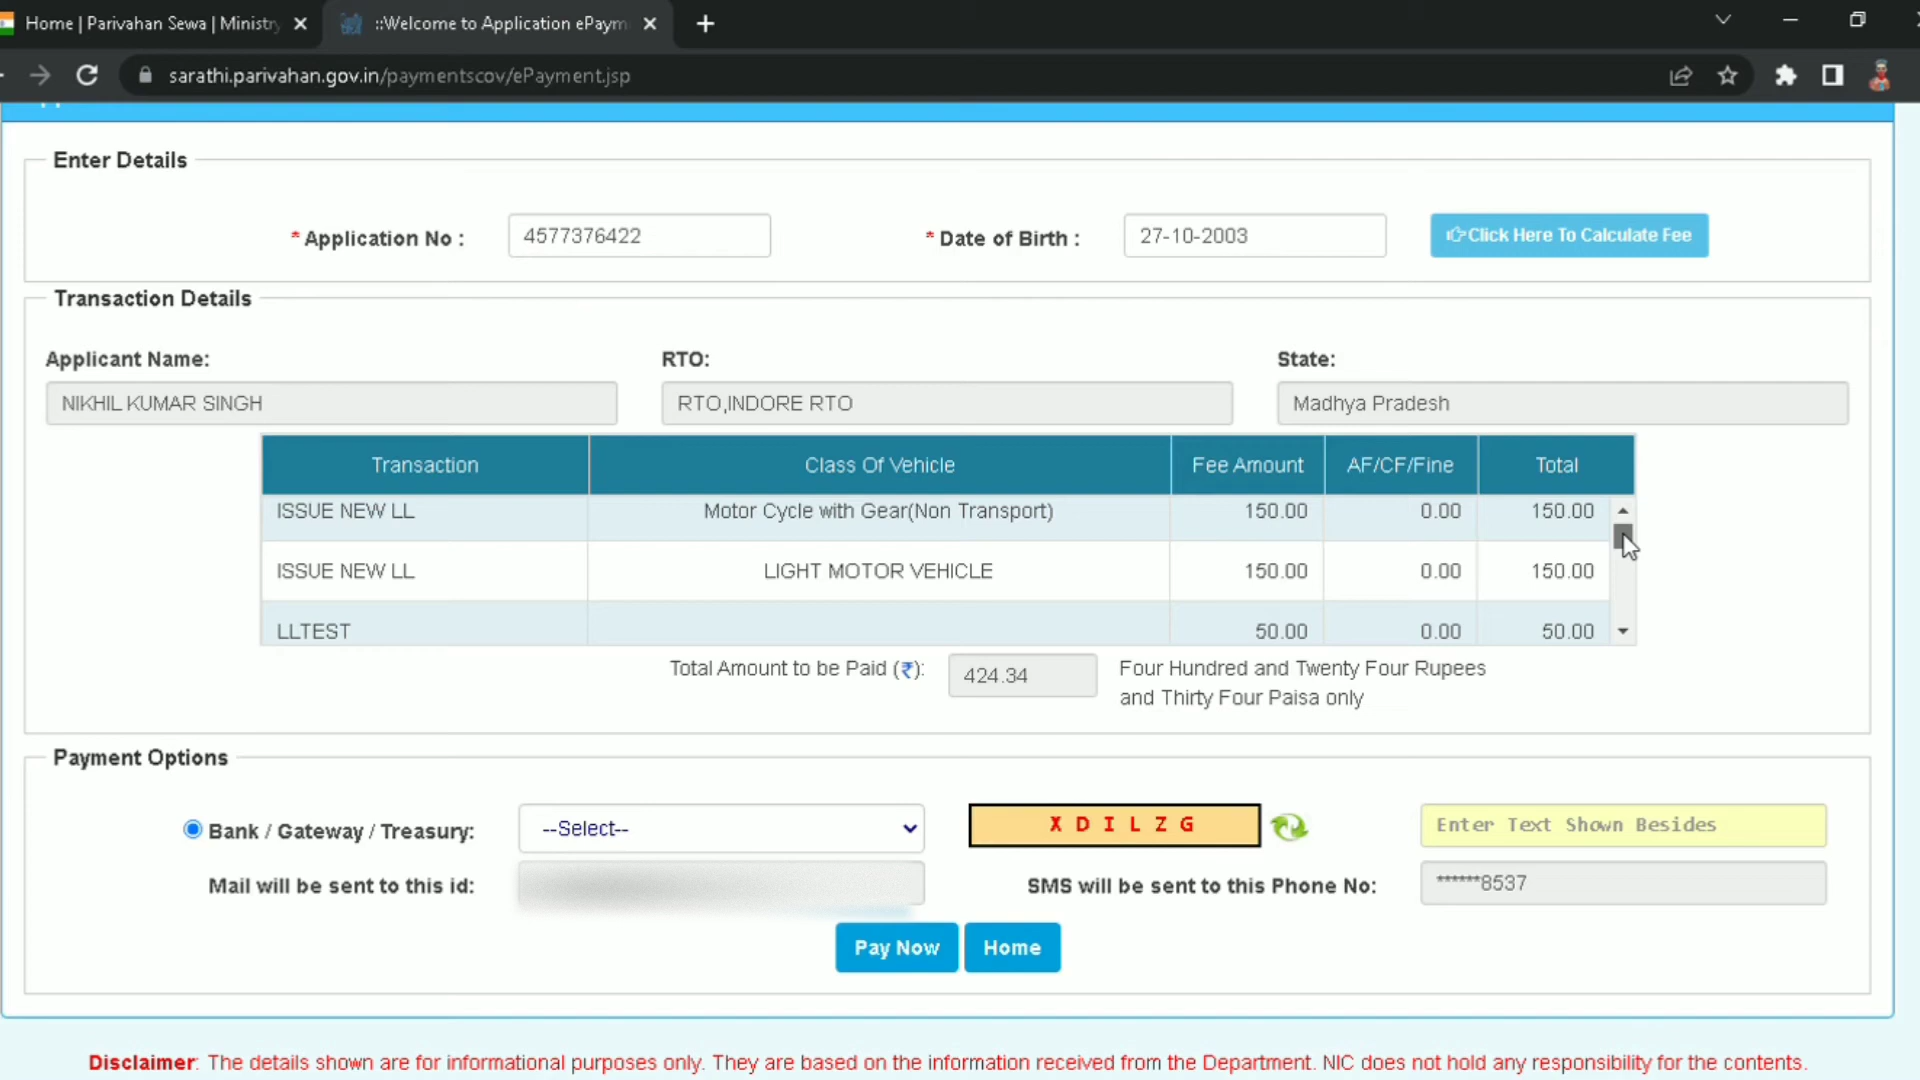 Home | Parivahan Sewa | Ministry
::Welcome to Application ePaym
sarathi.parivahan.gov.in/paymentscov/ePayment.jsp
Enter Details
* Application No :
4577376422
* Date of Birth :
27-10-2003
Click Here To Calculate Fee
Transaction Details
Applicant Name:
RTO:
State:
NIKHIL KUMAR SINGH
RTO,INDORE RTO
Madhya Pradesh
Transaction
Class Of Vehicle
Fee Amount
AF/CF/Fine
Total
ISSUE NEW LL
Motor Cycle with Gear(Non Transport)
150.00
0.00
150.00
ISSUE NEW LL
LIGHT MOTOR VEHICLE
150.00
0.00
150.00
LLTEST
50.00
0.00
50.00
Total Amount to be Paid (₹):
424.34
Four Hundred and Twenty Four Rupees
and Thirty Four Paisa only
Payment Options
Bank / Gateway / Treasury:
--Select--
X D I L Z G
Enter Text Shown Besides
Mail will be sent to this id:
SMS will be sent to this Phone No:
******8537
Pay Now
Home
Disclaimer: The details shown are for informational purposes only. They are based on the information received from the Department. NIC does not hold any responsibility for the contents.